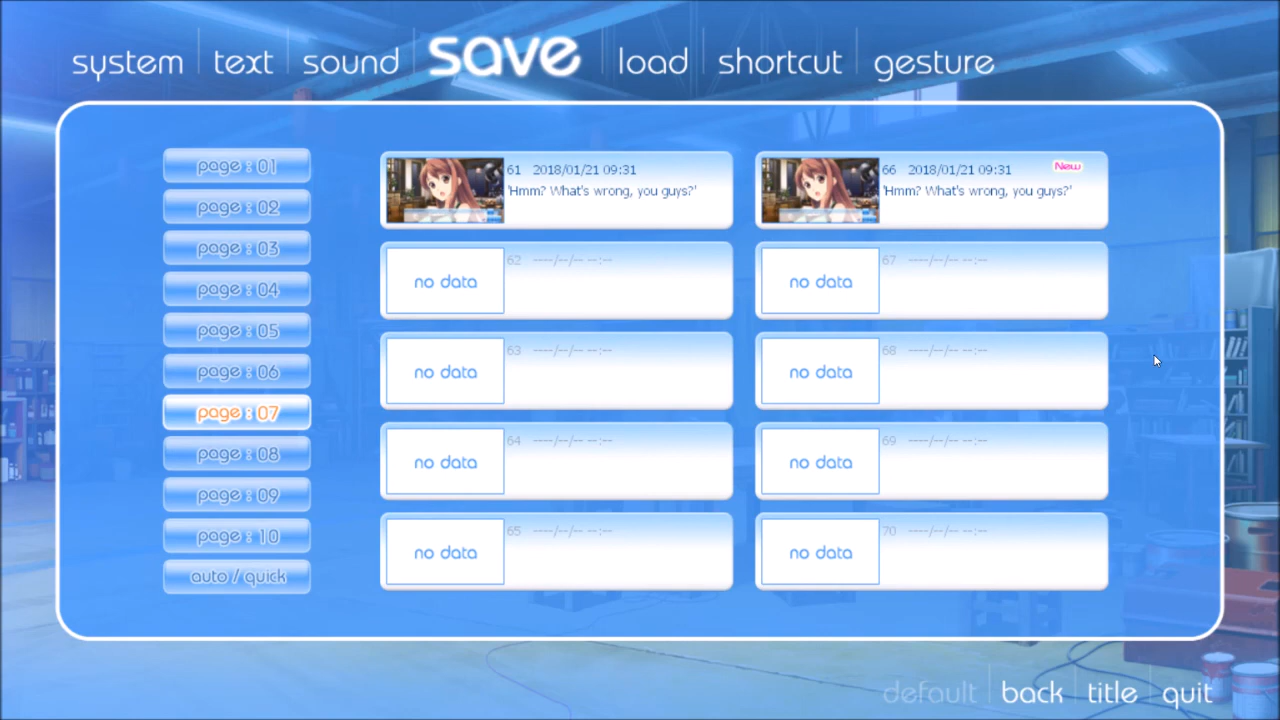 system text sound save load shortcut gesture
page : 01
page : 02
page : 03
page : 04
page : 05
page : 06
page : 07
page : 08
page : 09
page : 10
auto / quick
61 2018/01/21 09:31
'Hmm? What's wrong, you guys?'
no data 62 ----/--/-- --:--
no data 63 ----/--/-- --:--
no data 64 ----/--/-- --:--
no data 65 ----/--/-- --:--
66 2018/01/21 09:31 New
'Hmm? What's wrong, you guys?'
no data 67 ----/--/-- --:--
no data 68 ----/--/-- --:--
no data 69 ----/--/-- --:--
no data 70 ----/--/-- --:--
default back title quit